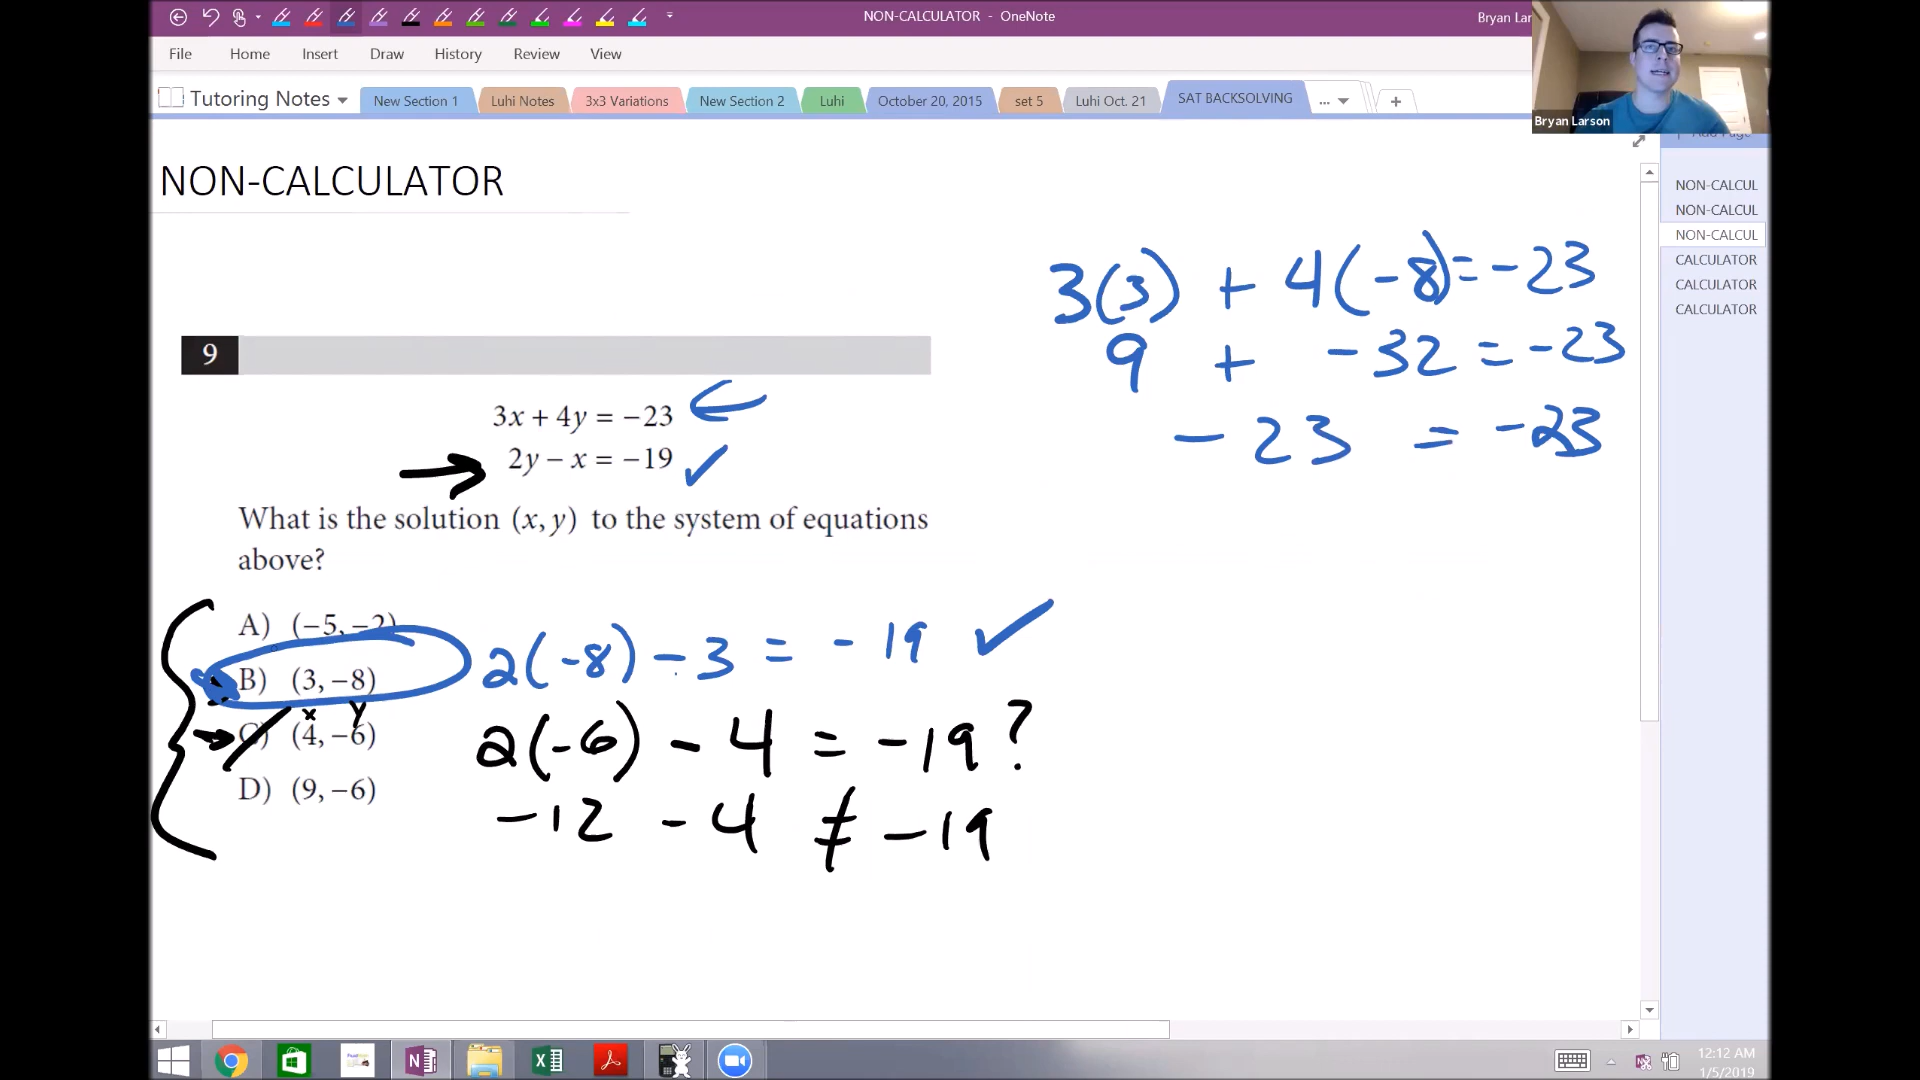 NON-CALCULATOR - OneNote
Bryan Lar
File Home Insert Draw History Review View
Tutoring Notes New Section 1 Luhi Notes 3x3 Variations New Section 2 Luhi October 20, 2015 set 5 Luhi Oct. 21 SAT BACKSOLVING ... +
Bryan Larson
NON-CALCULATOR
NON-CALCUL
NON-CALCUL
NON-CALCUL
CALCULATOR
CALCULATOR
CALCULATOR
3(3) + 4(-8) = -23
9 + -32 = -23
-23 = -23
9
3x + 4y = −23
2y − x = −19
What is the solution (x, y) to the system of equations
above?
A) (−5, −2)
B) (3, −8) 2(-8) - 3 = -19 ✓
x y
C) (4, −6) 2(-6) - 4 = -19?
D) (9, −6) -12 - 4 ≠ -19
12:12 AM
1/5/2019